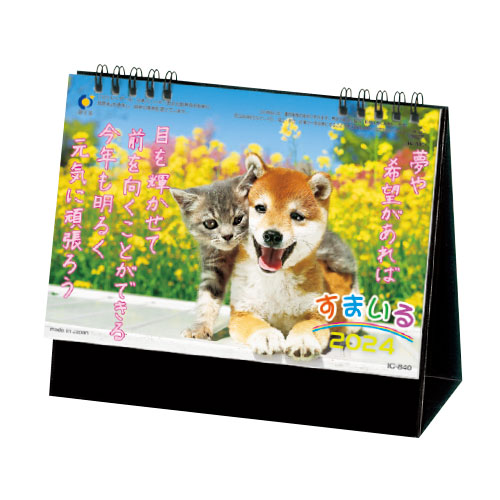 夢や
希望があれば
目を輝かせて
前を向くことができる
今年も明るく
元気に頑張ろう
すまいる
2024
made in Japan
IC-840